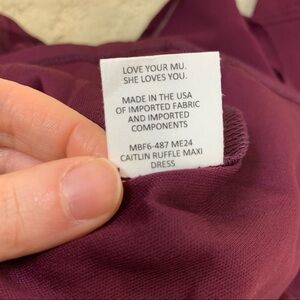 LOVE YOUR MU.
SHE LOVES YOU.
MADE IN THE USA
OF IMPORTED FABRIC
AND IMPORTED
COMPONENTS
MBF6-487 ME24
CAITLIN RUFFLE MAXI
DRESS